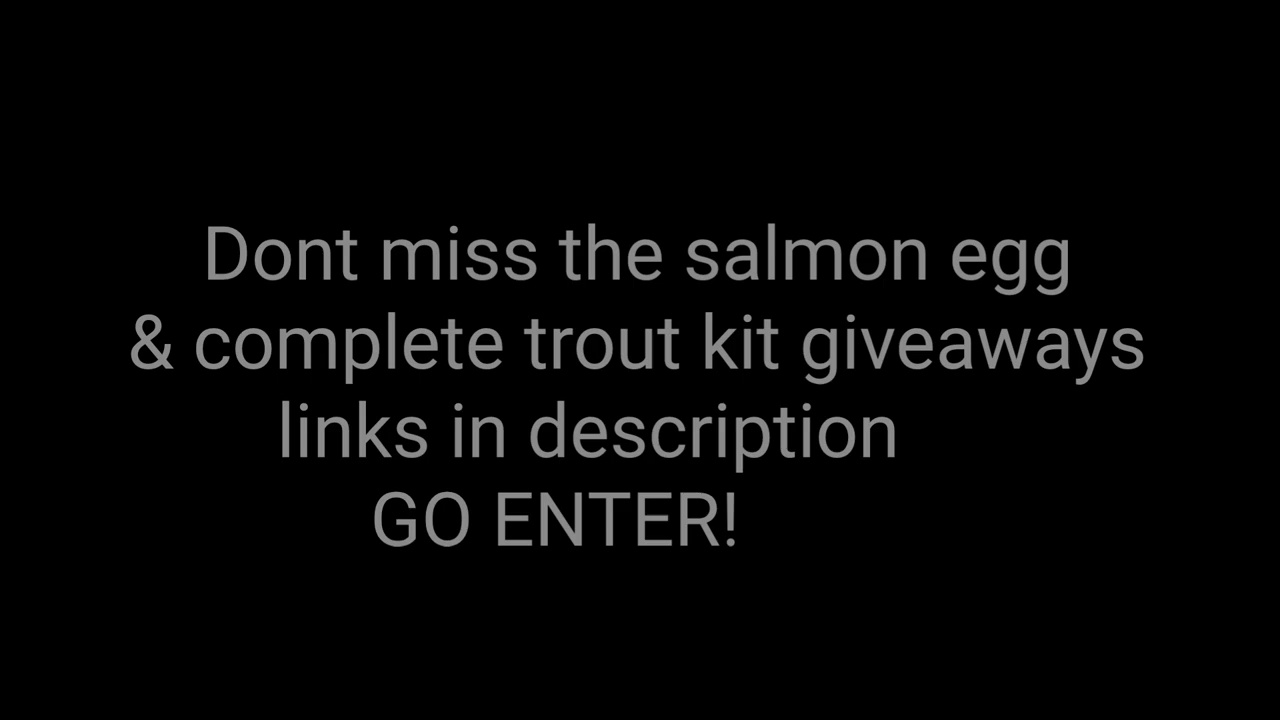 Dont miss the salmon egg
& complete trout kit giveaways
links in description
GO ENTER!